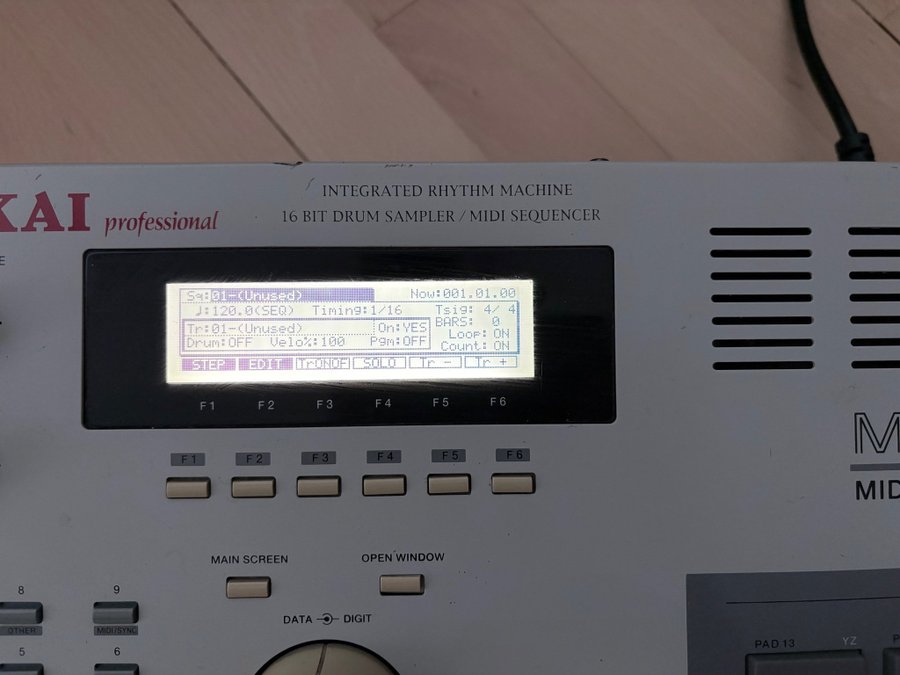 INTEGRATED RHYTHM MACHINE
KAI professional
16 BIT DRUM SAMPLER / MIDI SEQUENCER
E
Sq:01-(Unused) Now:001.01.00
♩:120.0(SEQ) Timing:1/16 Tsig: 4/ 4
Tr:01-(Unused) On:YES BARS: 0
Drum:OFF Velo%:100 Pgm:OFF Loop: ON
Count: ON
STEP EDIT TrONOF SOLO Tr - Tr +
F1 F2 F3 F4 F5 F6
F1 F2 F3 F4 F5 F6
M
MID
MAIN SCREEN OPEN WINDOW
8 9
DATA DIGIT
OTHER MIDI/SYNC
5 6
PAD 13 YZ
P